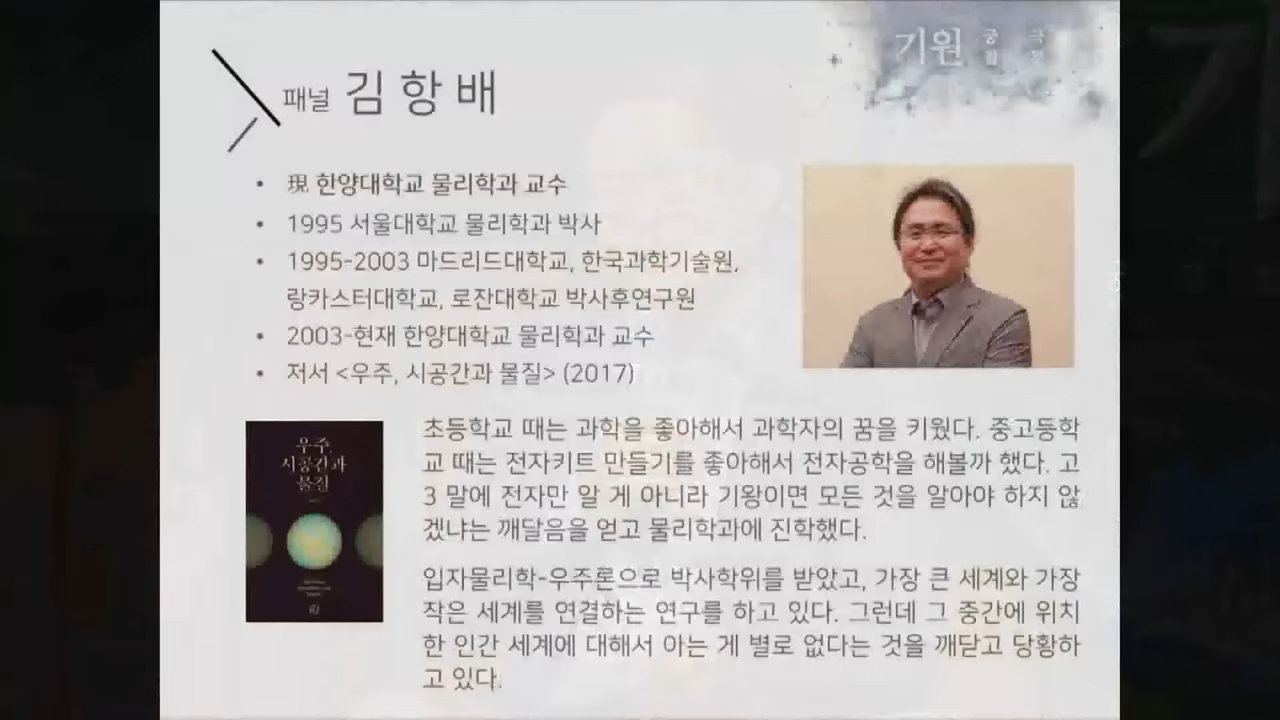 기원 궁 극
패널 김 항 배
• 現 한양대학교 물리학과 교수
• 1995 서울대학교 물리학과 박사
• 1995-2003 마드리드대학교, 한국과학기술원,
랑카스터대학교, 로잔대학교 박사후연구원
• 2003-현재 한양대학교 물리학과 교수
• 저서 <우주, 시공간과 물질> (2017)
우주,
시공간과
물질
초등학교 때는 과학을 좋아해서 과학자의 꿈을 키웠다. 중고등학
교 때는 전자키트 만들기를 좋아해서 전자공학을 해볼까 했다. 고
3 말에 전자만 알 게 아니라 기왕이면 모든 것을 알아야 하지 않
겠냐는 깨달음을 얻고 물리학과에 진학했다.
입자물리학-우주론으로 박사학위를 받았고, 가장 큰 세계와 가장
작은 세계를 연결하는 연구를 하고 있다. 그런데 그 중간에 위치
한 인간 세계에 대해서 아는 게 별로 없다는 것을 깨닫고 당황하
고 있다.